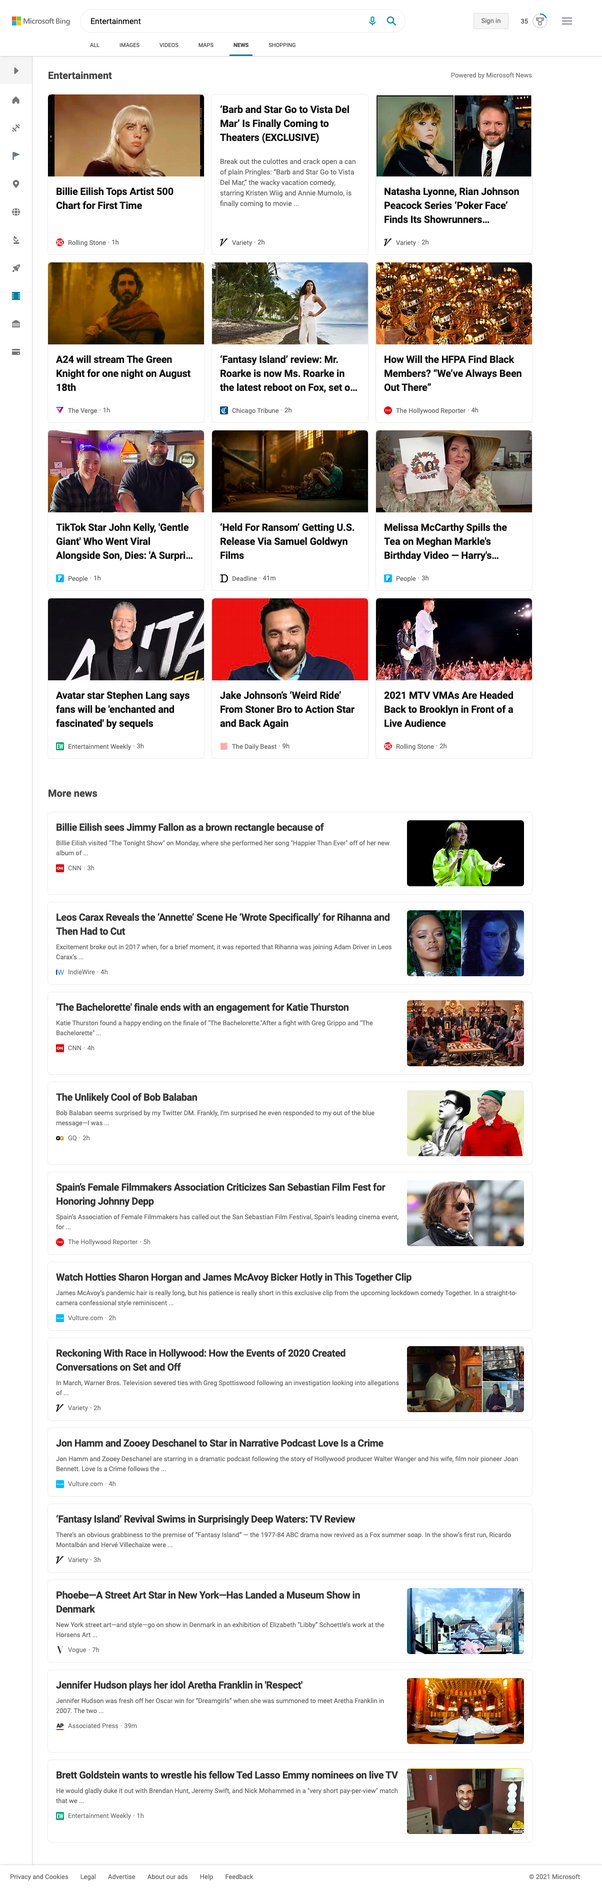 Microsoft Bing
Entertainment
Sign in
35
ALL
IMAGES
VIDEOS
MAPS
NEWS
SHOPPING
Entertainment
Powered by Microsoft News
Billie Eilish Tops Artist 500
Chart for First Time
Rolling Stone · 1h
‘Barb and Star Go to Vista Del
Mar’ Is Finally Coming to
Theaters (EXCLUSIVE)
Break out the culottes and crack open a can
of plain Pringles: “Barb and Star Go to Vista
Del Mar,” the wacky vacation comedy,
starring Kristen Wiig and Annie Mumolo, is
finally coming to movie ...
Variety · 2h
Natasha Lyonne, Rian Johnson
Peacock Series ‘Poker Face’
Finds Its Showrunners...
Variety · 2h
A24 will stream The Green
Knight for one night on August
18th
The Verge · 1h
‘Fantasy Island’ review: Mr.
Roarke is now Ms. Roarke in
the latest reboot on Fox, set o...
Chicago Tribune · 2h
How Will the HFPA Find Black
Members? “We’ve Always Been
Out There”
The Hollywood Reporter · 4h
TikTok Star John Kelly, 'Gentle
Giant' Who Went Viral
Alongside Son, Dies: 'A Surpri...
People · 1h
‘Held For Ransom’ Getting U.S.
Release Via Samuel Goldwyn
Films
Deadline · 41m
Melissa McCarthy Spills the
Tea on Meghan Markle's
Birthday Video — Harry's...
People · 3h
Avatar star Stephen Lang says
fans will be 'enchanted and
fascinated' by sequels
Entertainment Weekly · 3h
Jake Johnson’s ‘Weird Ride’
From Stoner Bro to Action Star
and Back Again
The Daily Beast · 9h
2021 MTV VMAs Are Headed
Back to Brooklyn in Front of a
Live Audience
Rolling Stone · 2h
More news
Billie Eilish sees Jimmy Fallon as a brown rectangle because of
Billie Eilish visited "The Tonight Show" on Monday, where she performed her song "Happier Than Ever" off of her new
album of ...
CNN · 3h
Leos Carax Reveals the ‘Annette’ Scene He ‘Wrote Specifically’ for Rihanna and
Then Had to Cut
Excitement broke out in 2017 when, for a brief moment, it was reported that Rihanna was joining Adam Driver in Leos
Carax’s ...
IndieWire · 4h
'The Bachelorette' finale ends with an engagement for Katie Thurston
Katie Thurston found a happy ending on the finale of "The Bachelorette."After a fight with Greg Grippo and "The
Bachelorette" ...
CNN · 4h
The Unlikely Cool of Bob Balaban
Bob Balaban seems surprised by my Twitter DM. Frankly, I’m surprised he even responded to my out of the blue
message—I was ...
GQ · 2h
Spain’s Female Filmmakers Association Criticizes San Sebastian Film Fest for
Honoring Johnny Depp
Spain’s Association of Female Filmmakers has called out the San Sebastian Film Festival, Spain’s leading cinema event,
for ...
The Hollywood Reporter · 5h
Watch Hotties Sharon Horgan and James McAvoy Bicker Hotly in This Together Clip
James McAvoy’s pandemic hair is really long, but his patience is really short in this exclusive clip from the upcoming lockdown comedy Together. In a straight-to-
camera confessional style reminiscent ...
Vulture.com · 2h
Reckoning With Race in Hollywood: How the Events of 2020 Created
Conversations on Set and Off
In March, Warner Bros. Television severed ties with Greg Spottiswood following an investigation looking into allegations
of ...
Variety · 2h
Jon Hamm and Zooey Deschanel to Star in Narrative Podcast Love Is a Crime
Jon Hamm and Zooey Deschanel are starring in a dramatic podcast following the story of Hollywood producer Walter Wanger and his wife, film noir pioneer Joan
Bennett. Love Is a Crime follows the ...
Vulture.com · 4h
‘Fantasy Island’ Revival Swims in Surprisingly Deep Waters: TV Review
There’s an obvious grabbiness to the premise of “Fantasy Island” — the 1977-84 ABC drama now revived as a Fox summer soap. In the show’s first run, Ricardo
Montalbán and Hervé Villechaize were ...
Variety · 3h
Phoebe—A Street Art Star in New York—Has Landed a Museum Show in
Denmark
New York street art—and style—go on show in Denmark in an exhibition of Elizabeth “Libby” Schoettle’s work at the
Horsens Art ...
Vogue · 7h
Jennifer Hudson plays her idol Aretha Franklin in 'Respect'
Jennifer Hudson was fresh off her Oscar win for “Dreamgirls” when she was summoned to meet Aretha Franklin in
2007. The two ...
Associated Press · 39m
Brett Goldstein wants to wrestle his fellow Ted Lasso Emmy nominees on live TV
He would gladly duke it out with Brendan Hunt, Jeremy Swift, and Nick Mohammed in a "very short pay-per-view" match
that we ...
Entertainment Weekly · 1h
Privacy and Cookies
Legal
Advertise
About our ads
Help
Feedback
© 2021 Microsoft